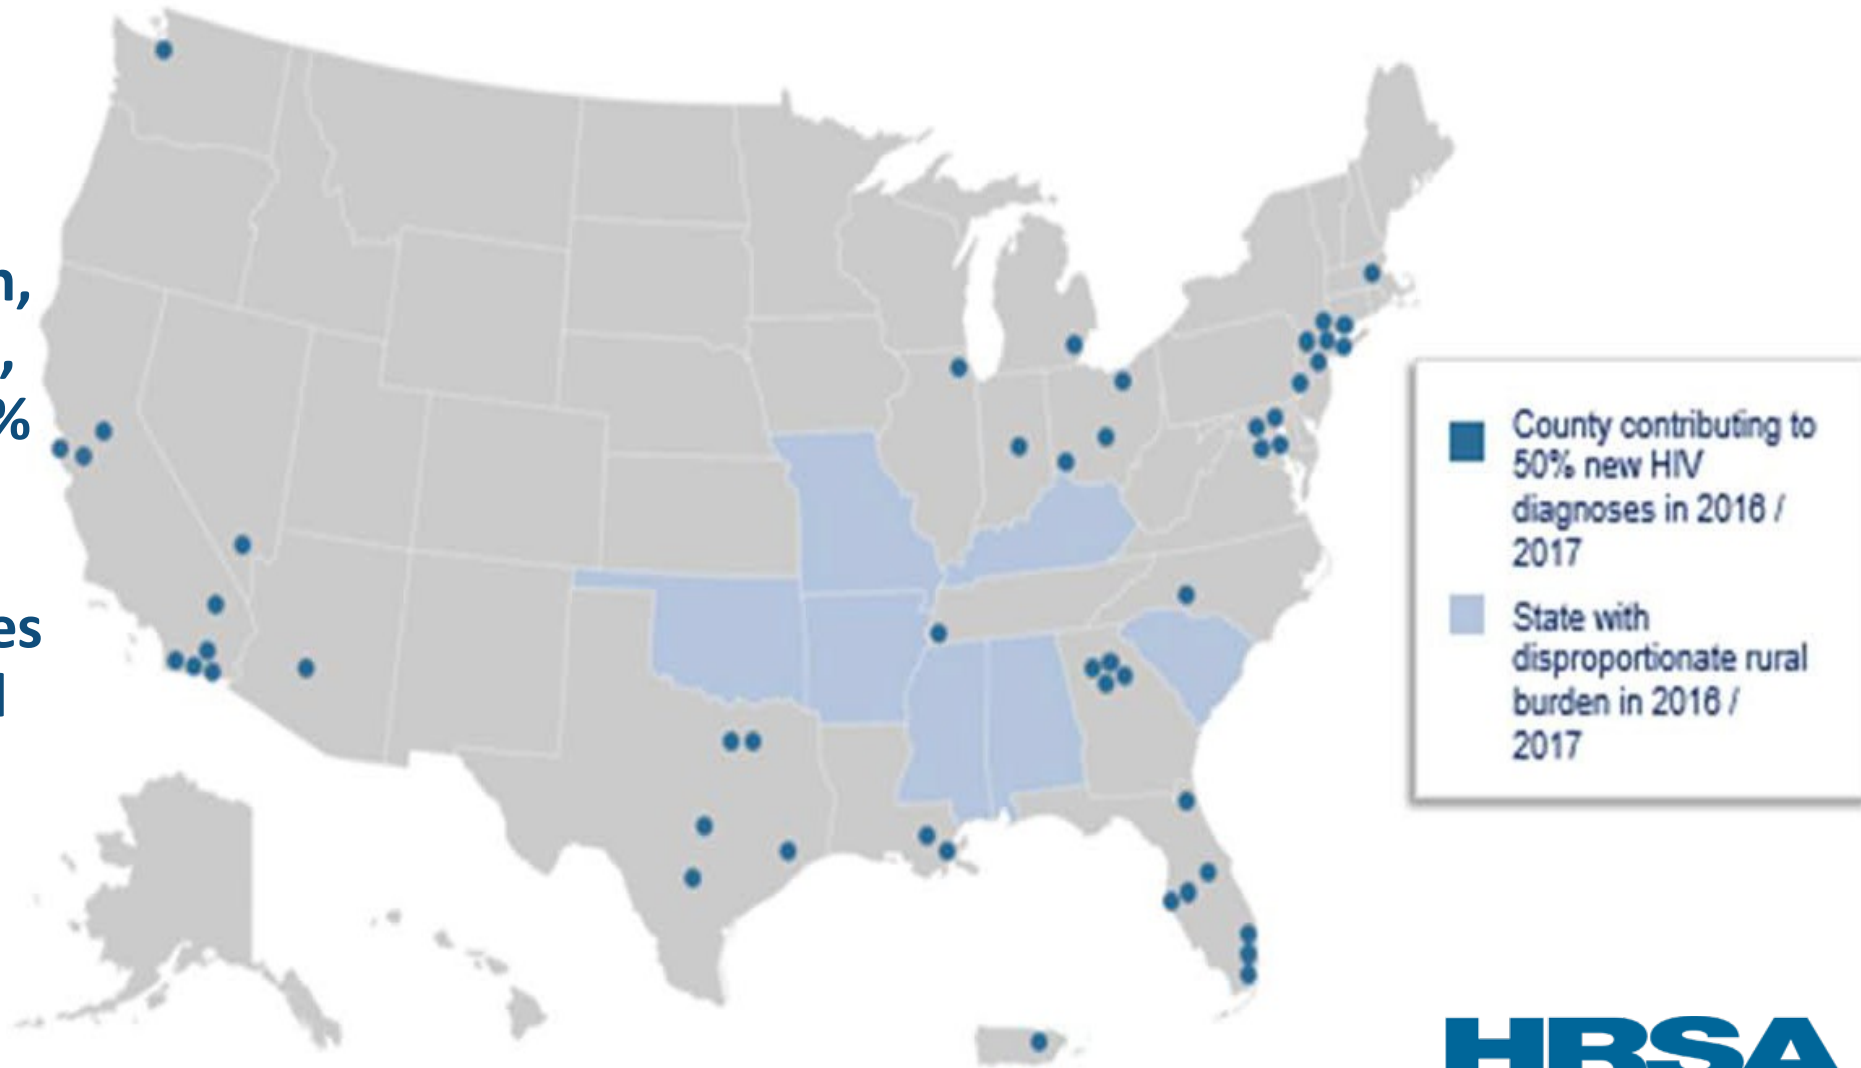 n,
,
%
es
l
County contributing to
50% new HIV
diagnoses in 2016 /
2017
State with
disproportionate rural
burden in 2016 /
2017
HRSA